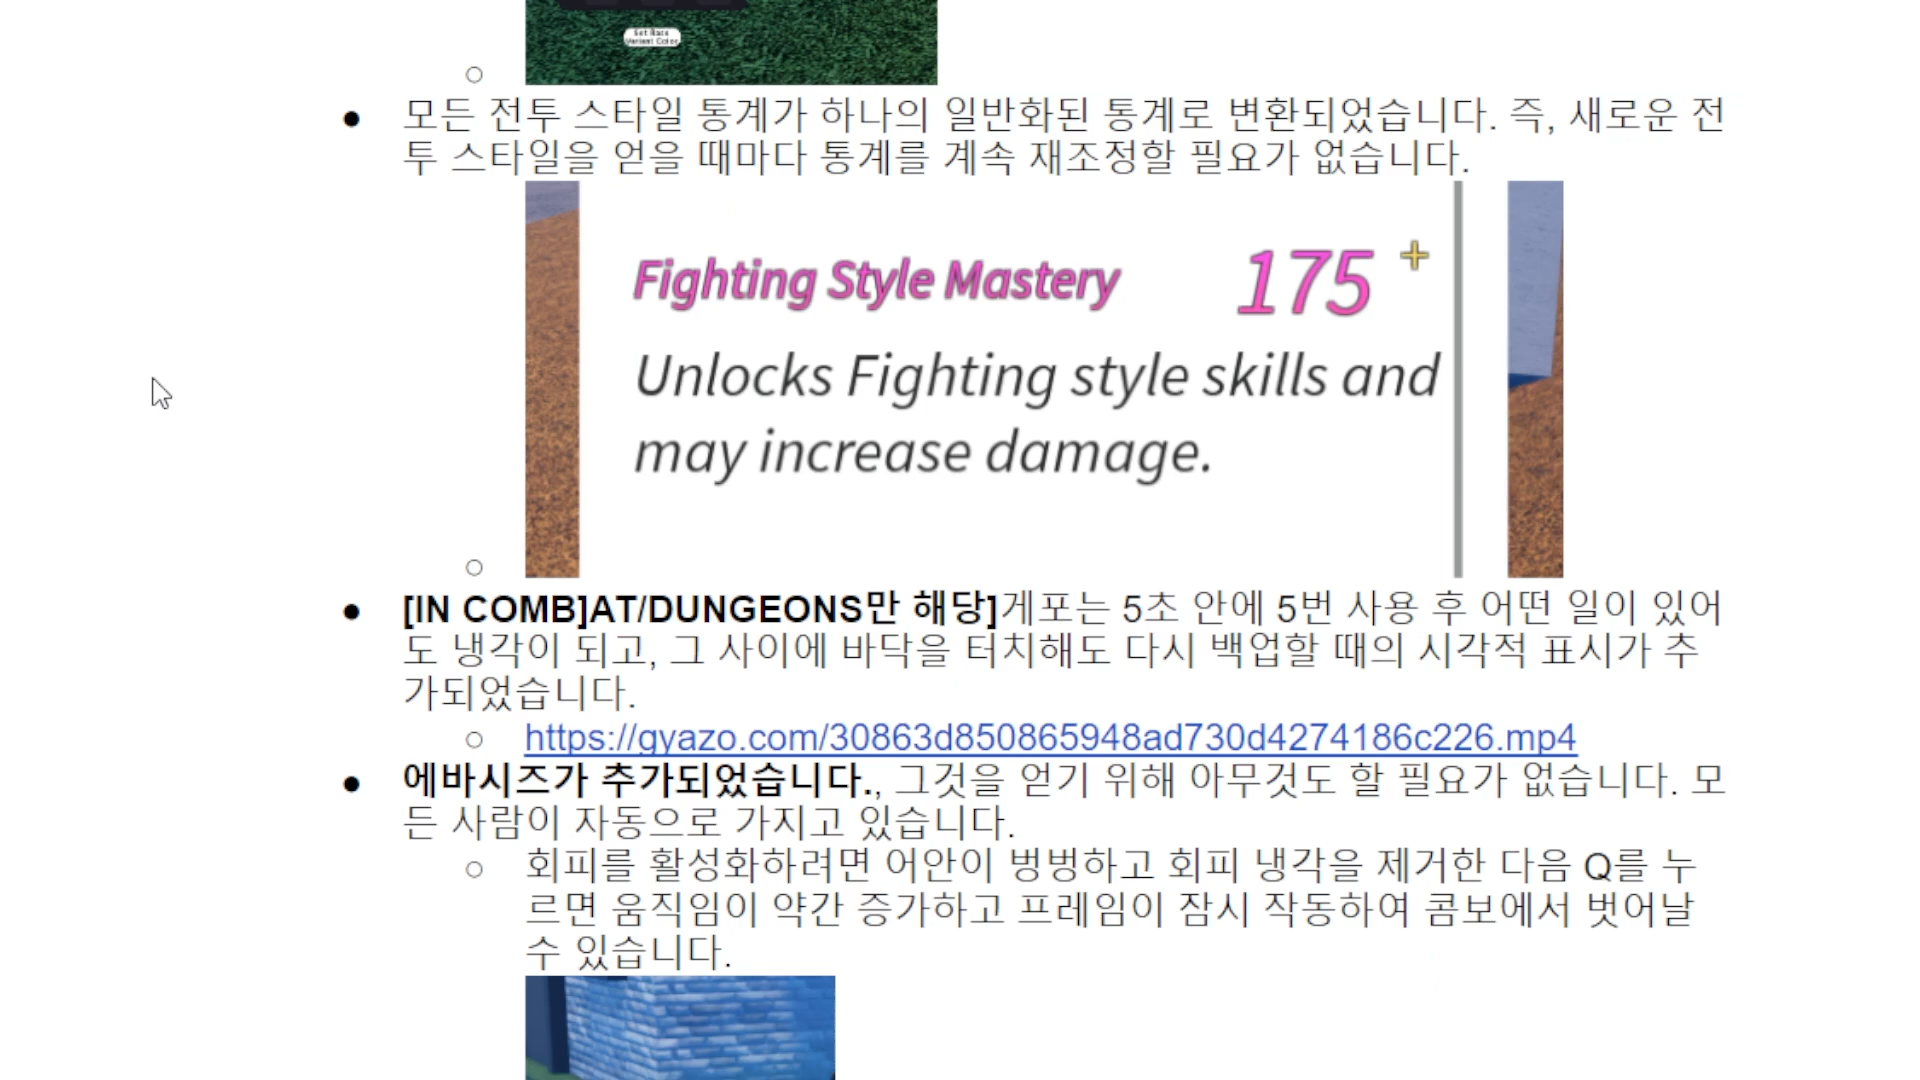 Set Race
Variant Color
모든 전투 스타일 통계가 하나의 일반화된 통계로 변환되었습니다. 즉, 새로운 전
투 스타일을 얻을 때마다 통계를 계속 재조정할 필요가 없습니다.
Fighting Style Mastery 175 +
Unlocks Fighting style skills and
may increase damage.
[IN COMB]AT/DUNGEONS만 해당]게포는 5초 안에 5번 사용 후 어떤 일이 있어
도 냉각이 되고, 그 사이에 바닥을 터치해도 다시 백업할 때의 시각적 표시가 추
가되었습니다.
https://gyazo.com/30863d850865948ad730d4274186c226.mp4
에바시즈가 추가되었습니다., 그것을 얻기 위해 아무것도 할 필요가 없습니다. 모
든 사람이 자동으로 가지고 있습니다.
회피를 활성화하려면 어안이 벙벙하고 회피 냉각을 제거한 다음 Q를 누
르면 움직임이 약간 증가하고 프레임이 잠시 작동하여 콤보에서 벗어날
수 있습니다.